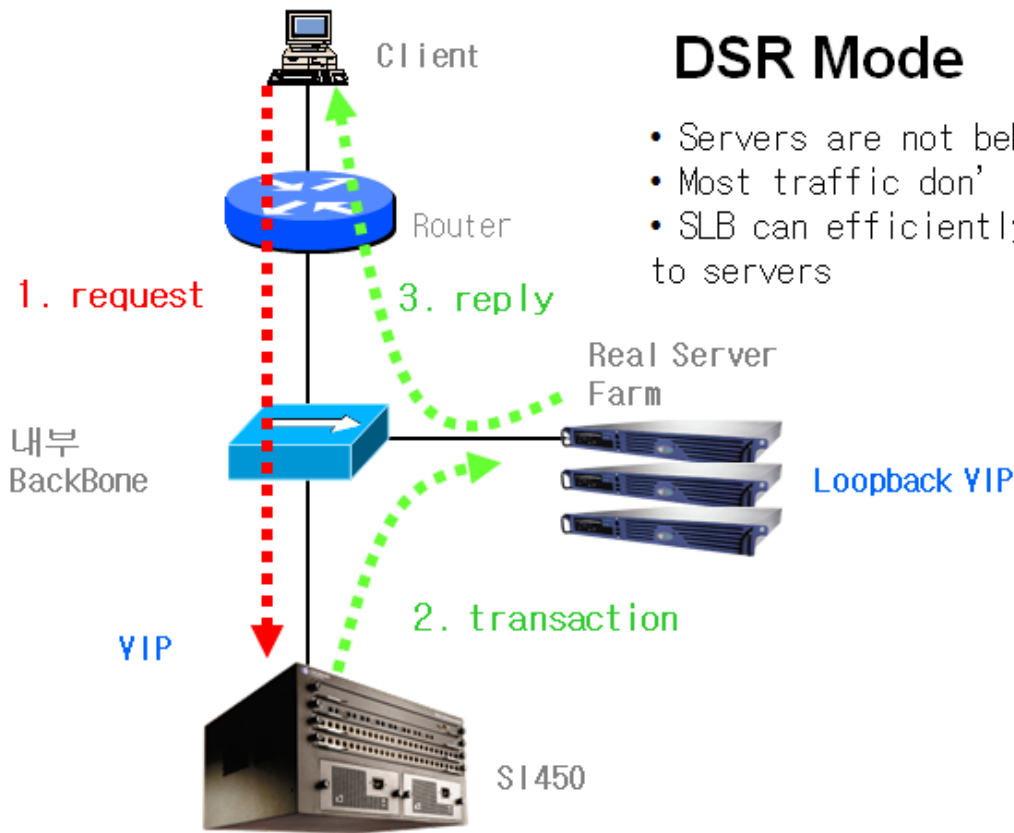 Client
DSR Mode
• Servers are not
• Most traffic don'
• SLB can efficiently
to servers
Router
1. request
3. reply
Real Server
Farm
내부
BackBone
Loopback VIP
2. transaction
VIP
SI450